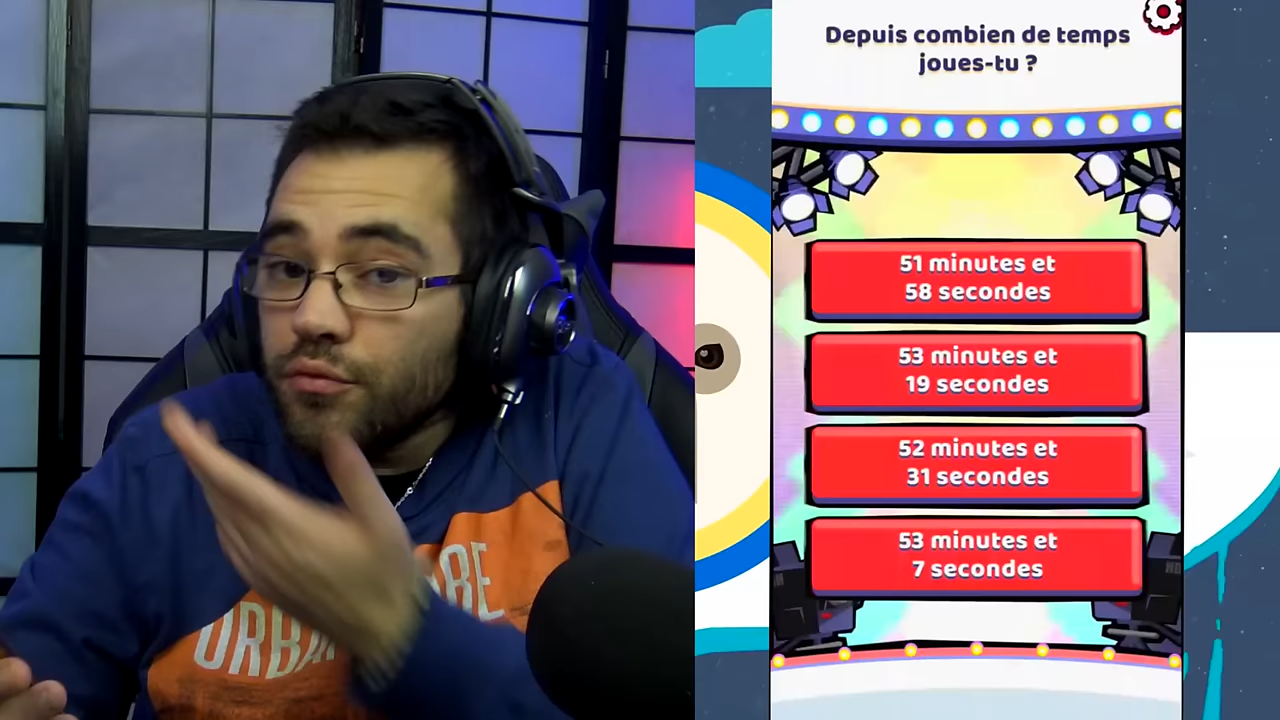 Depuis combien de temps
joues-tu ?
51 minutes et
58 secondes
53 minutes et
19 secondes
52 minutes et
31 secondes
53 minutes et
7 secondes